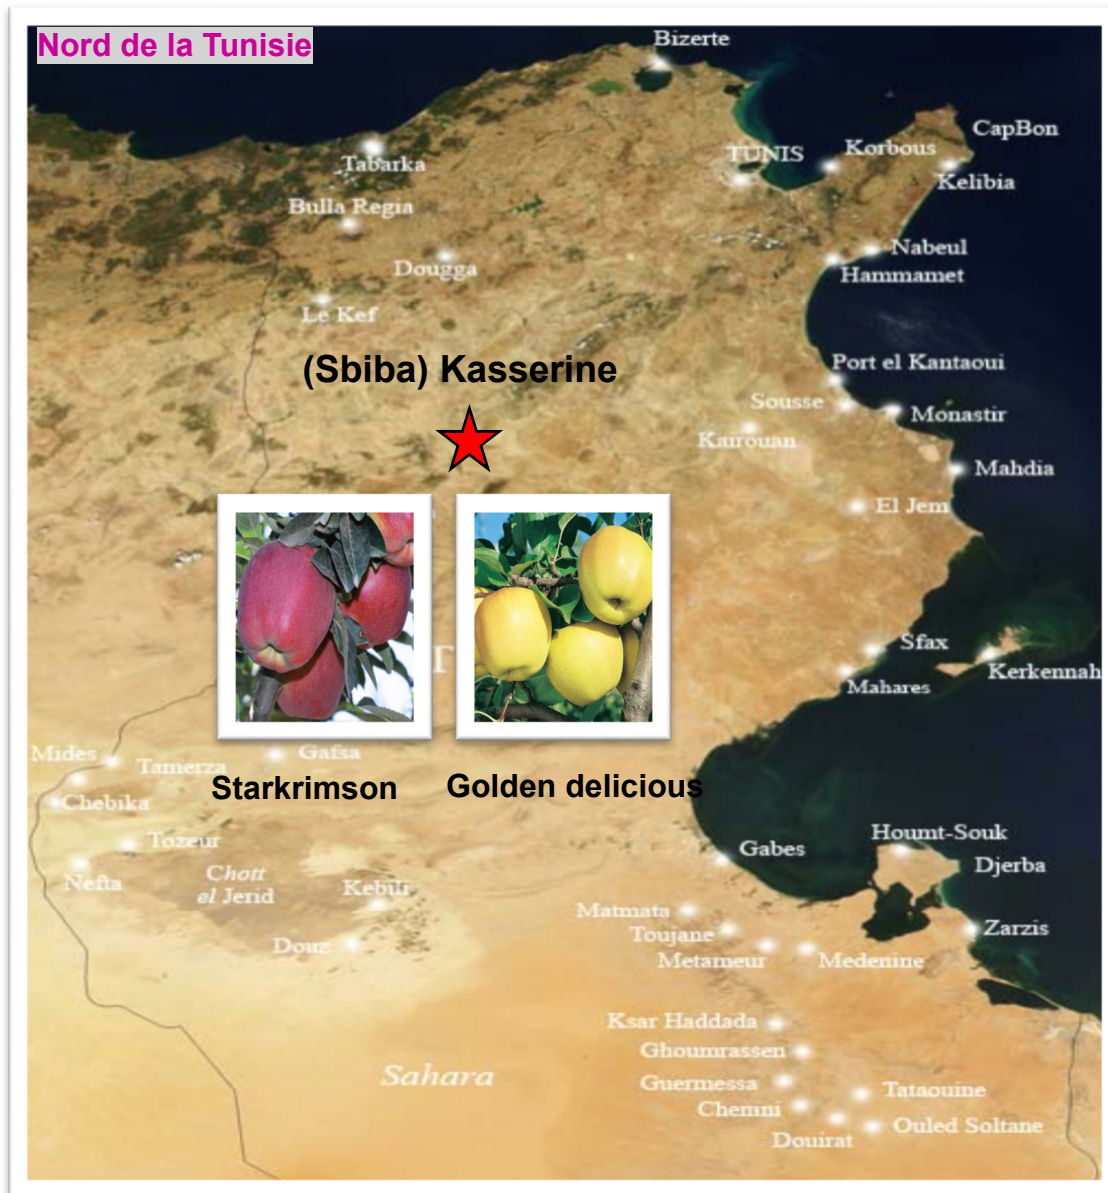 Nord de la Tunisie
Bizerte
CapBon
TUNIS
Korbous
Tabarka
Kelibia
Bulla Regia
Nabeul
Dougga
Hammamet
Le Kef
Port el Kantaoui
(Sbiba) Kasserine
Sousse
Monastir
Kairouan
Mahdia
El Jem
Sfax
T
Kerkennah
Mahares
Mides
Gafsa
Tamerza
Starkrimson
Golden delicious
Chebika
Houmt-Souk
Tozeur
Gabes
Djerba
Chott
el Jerid
Nefta
Kebili
Matmata
Toujane
Zarzis
Douz
Metameur
Medenine
Ksar Haddada
Ghoumrassen
Sahara
Guermessa
Tataouine
Chenini
Ouled Soltane
Douirat